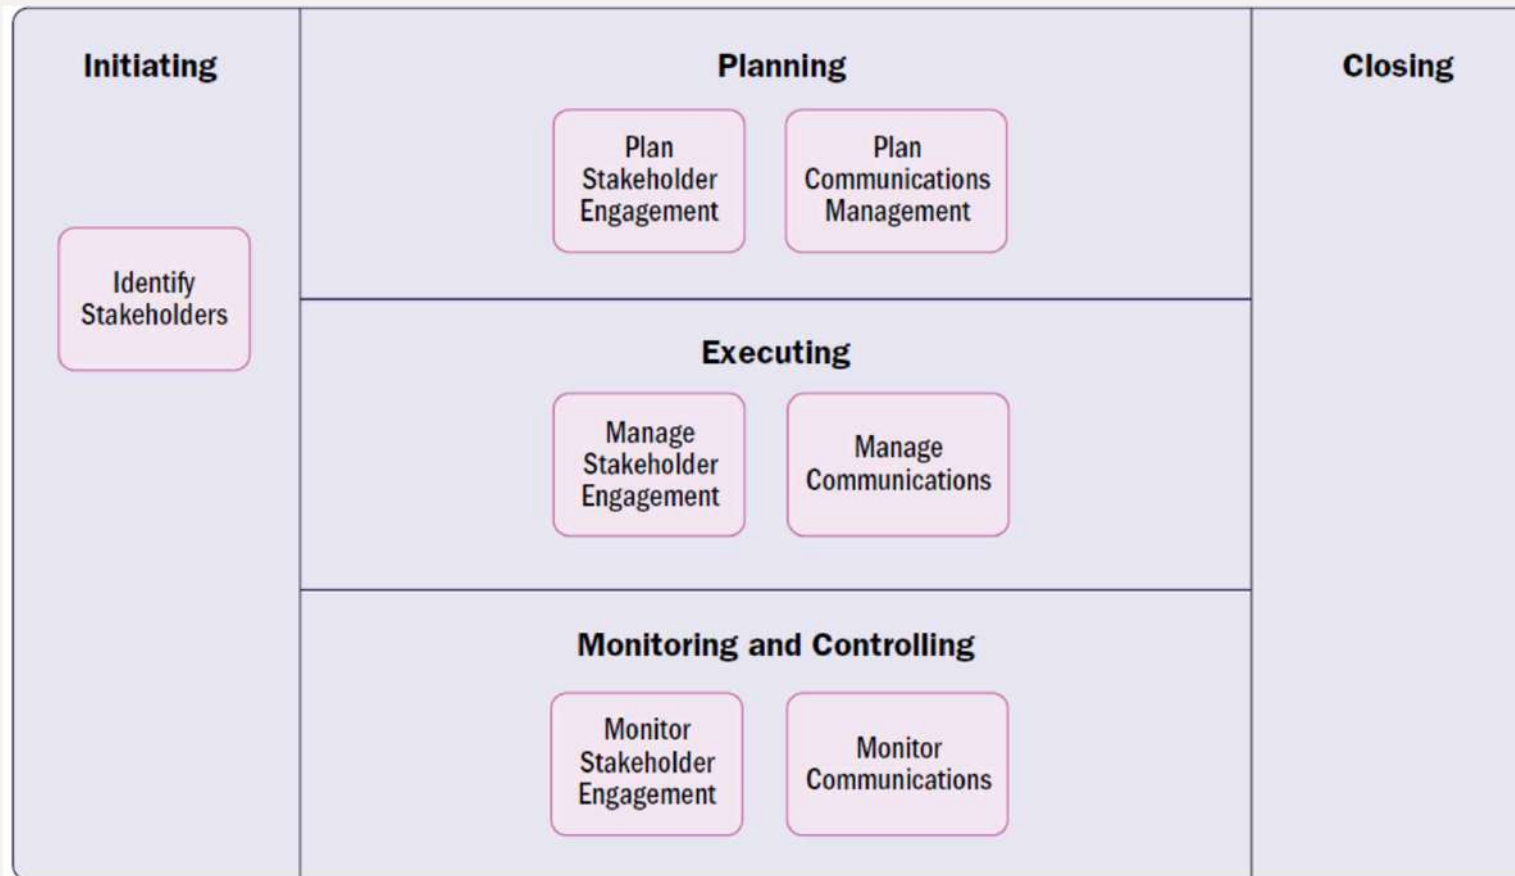 Initiating
Identify
Stakeholders
Planning
Plan
Stakeholder
Engagement
Plan
Communications
Management
Executing
Manage
Stakeholder
Engagement
Manage
Communications
Monitoring and Controlling
Monitor
Stakeholder
Engagement
Monitor
Communications
Closing